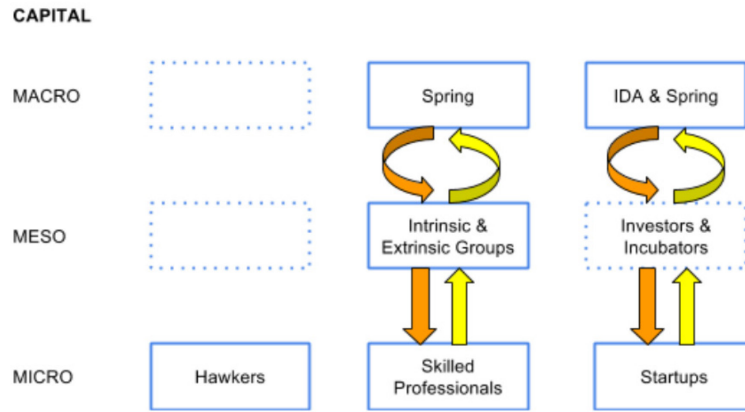 CAPITAL
MACRO
Spring
IDA & Spring
MESO
Intrinsic &
Extrinsic Groups
Investors &
Incubators
MICRO
Hawkers
Skilled
Professionals
Startups